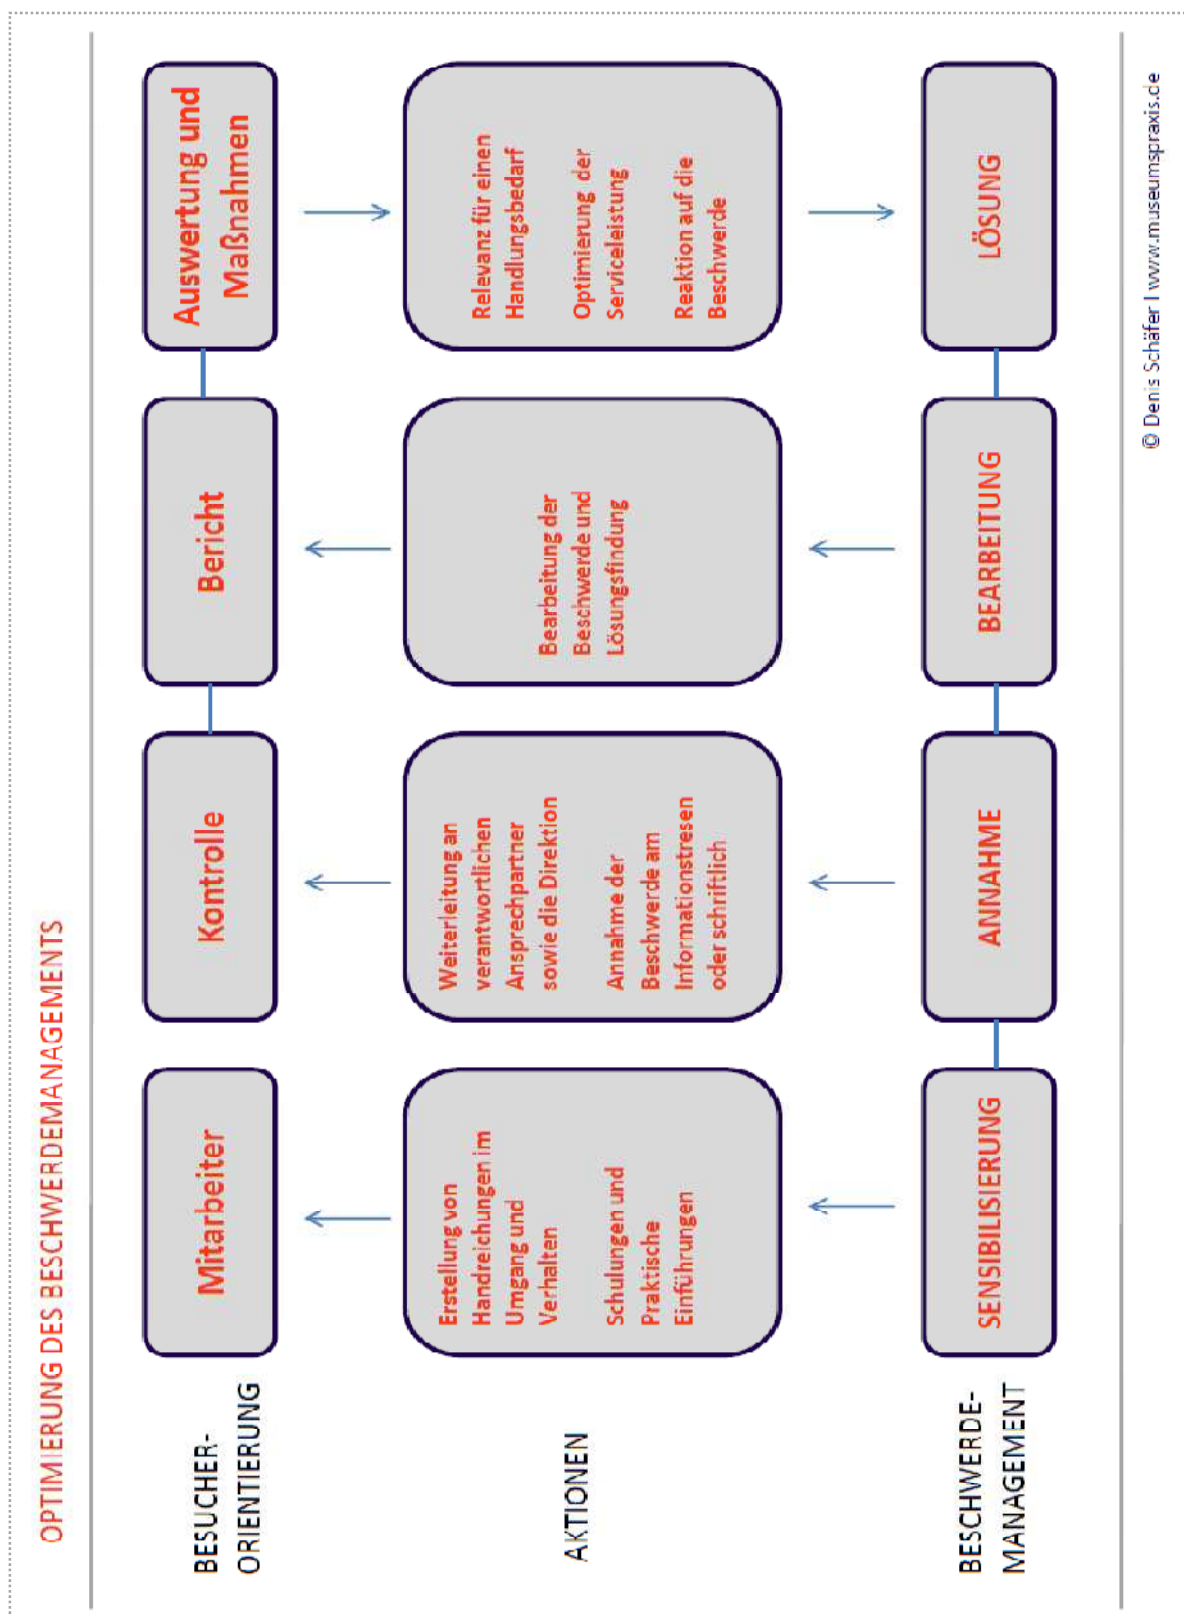 OPTIMIERUNG DES BESCHWERDEMANAGEMENTS
BESUCHER-
ORIENTIERUNG
Mitarbeiter
Kontrolle
Bericht
Auswertung und
Maßnahmen
AKTIONEN
Erstellung von
Handreichungen im
Umgang und
Verhalten
Schulungen und
Praktische
Einführungen
Weiterleitung an
verantwortlichen
Ansprechpartner
sowie die Direktion
Annahme der
Beschwerde am
Informationstresen
oder schriftlich
Bearbeitung der
Beschwerde und
Lösungsfindung
Relevanz für einen
Handlungsbedarf
Optimierung der
Serviceleistung
Reaktion auf die
Beschwerde
BESCHWERDE-
MANAGEMENT
SENSIBILISIERUNG
ANNAHME
BEARBEITUNG
LÖSUNG
© Denis Schäfer l www.museumspraxis.de